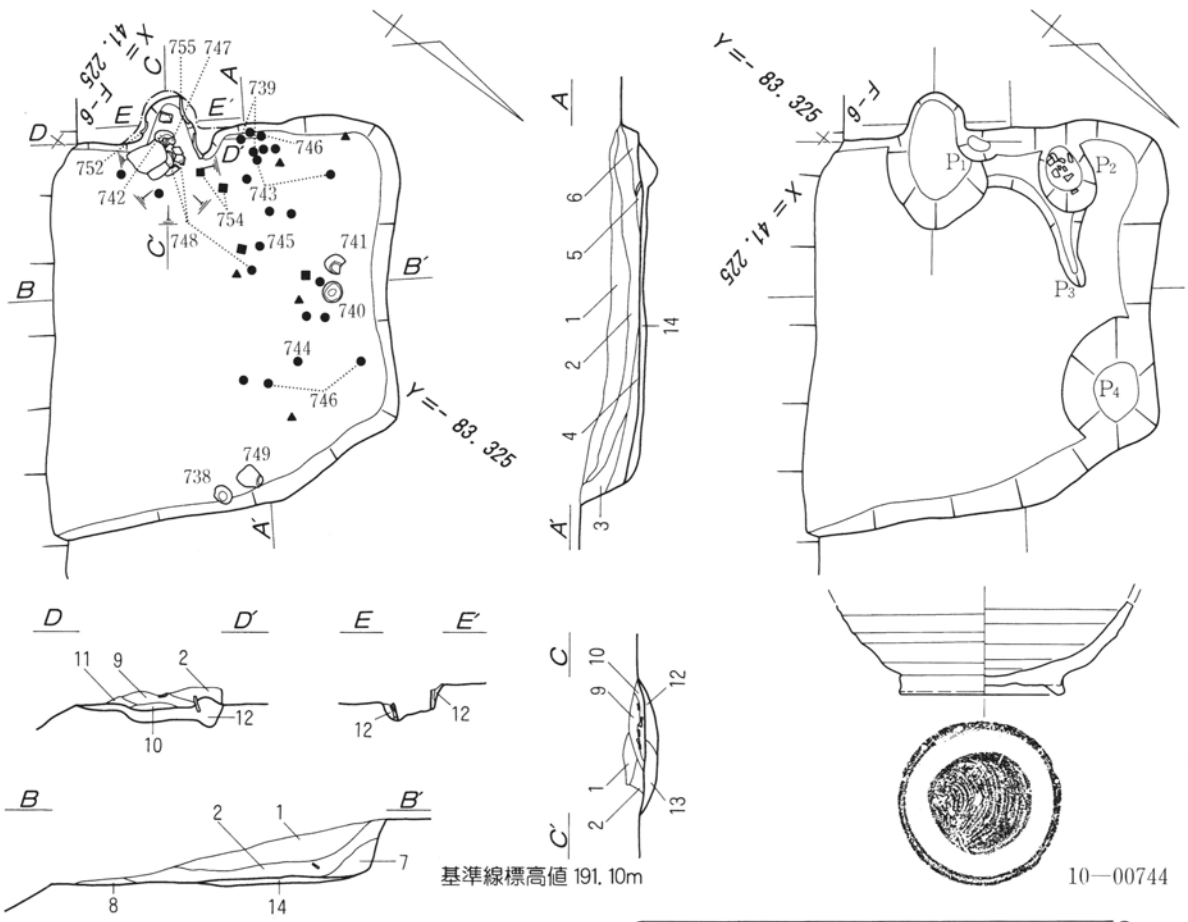 X = 41. 225
F-6
C
755 747
A
739
E E'
D
D'
746
752
743
742
754
748
C'
745
741
B
B'
740
744
746
Y = - 83. 325
749
738
A'
A
6
5
1
2
14
4
3
A'
Y = - 83. 325
F-6
X = 41. 225
P1
P2
P3
P4
D D'
11 9 2
12
10
E E'
12 12
C
10
9
12
1
2
13
C'
B B'
2 1
7
8 14
基準線標高値 191. 10m
10—00744